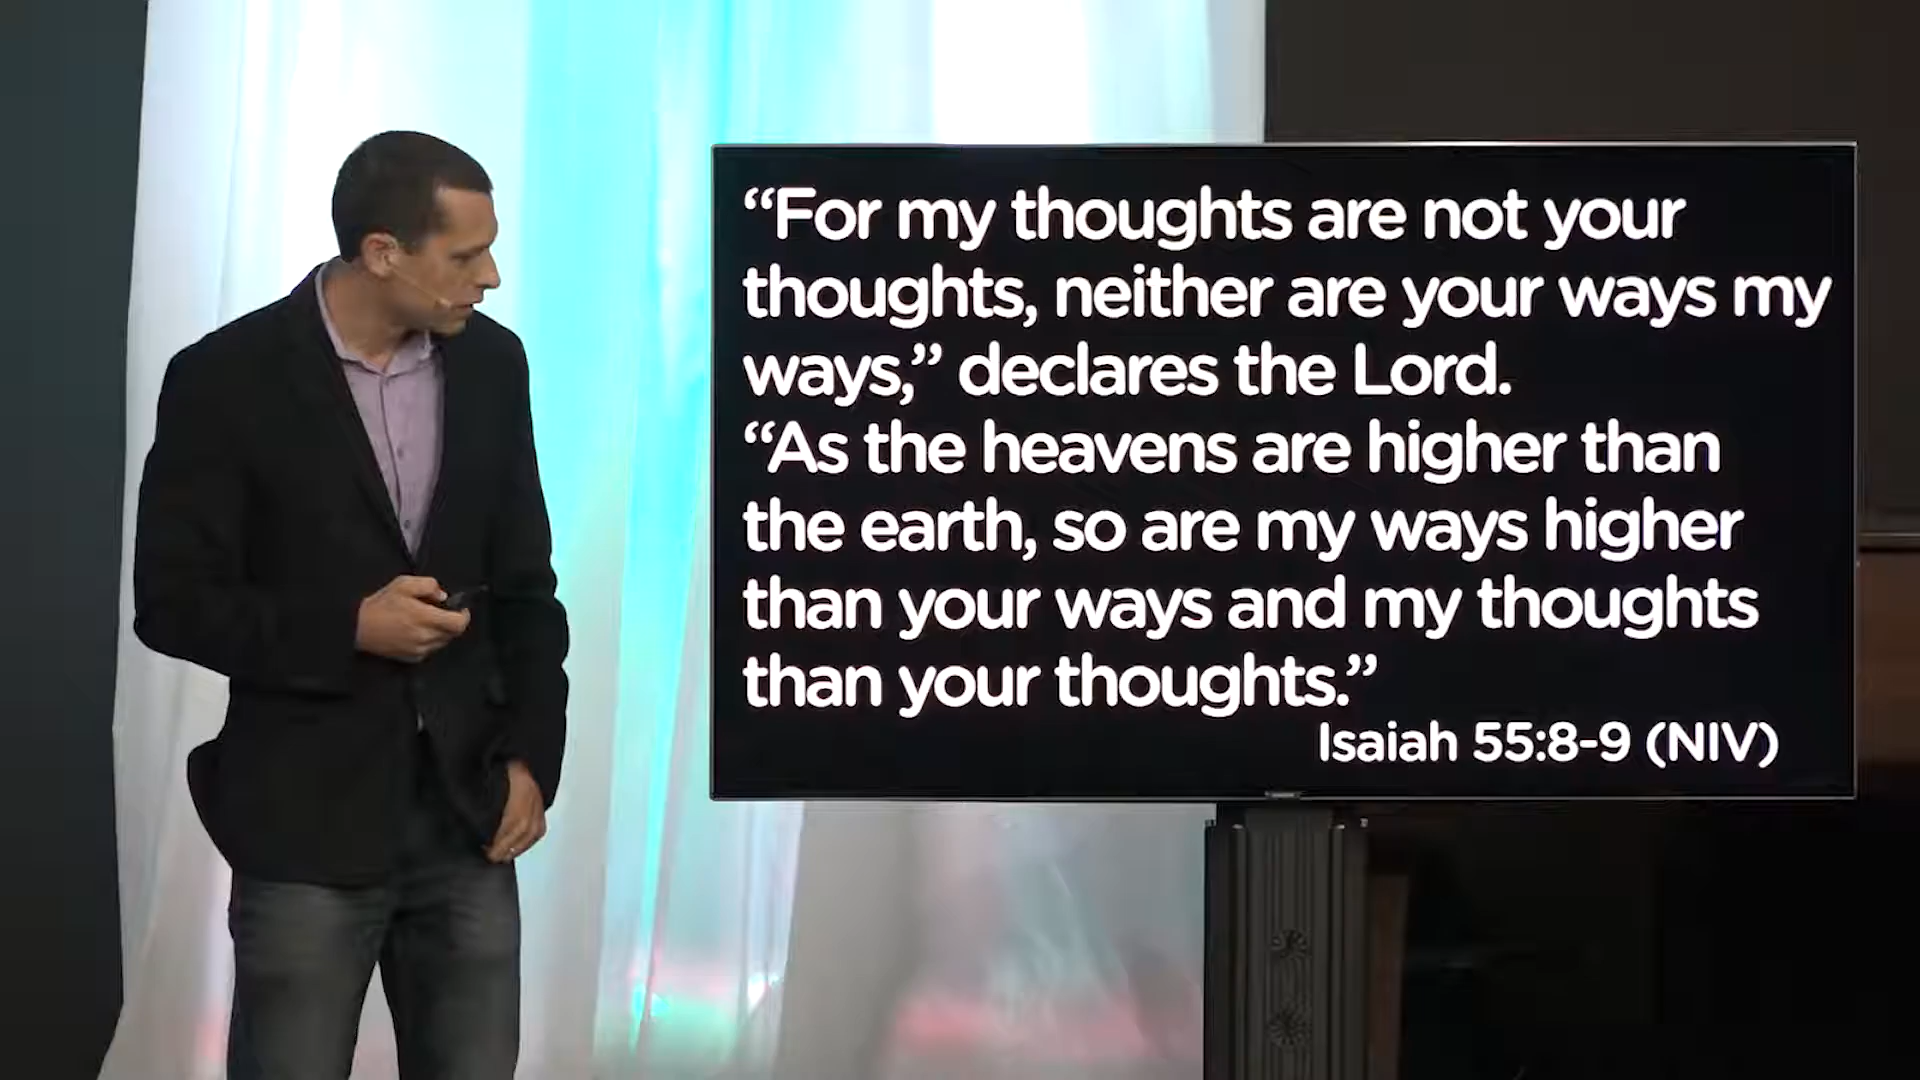 “For my thoughts are not your
thoughts, neither are your ways my
ways,” declares the Lord.
“As the heavens are higher than
the earth, so are my ways higher
than your ways and my thoughts
than your thoughts.”
Isaiah 55:8-9 (NIV)